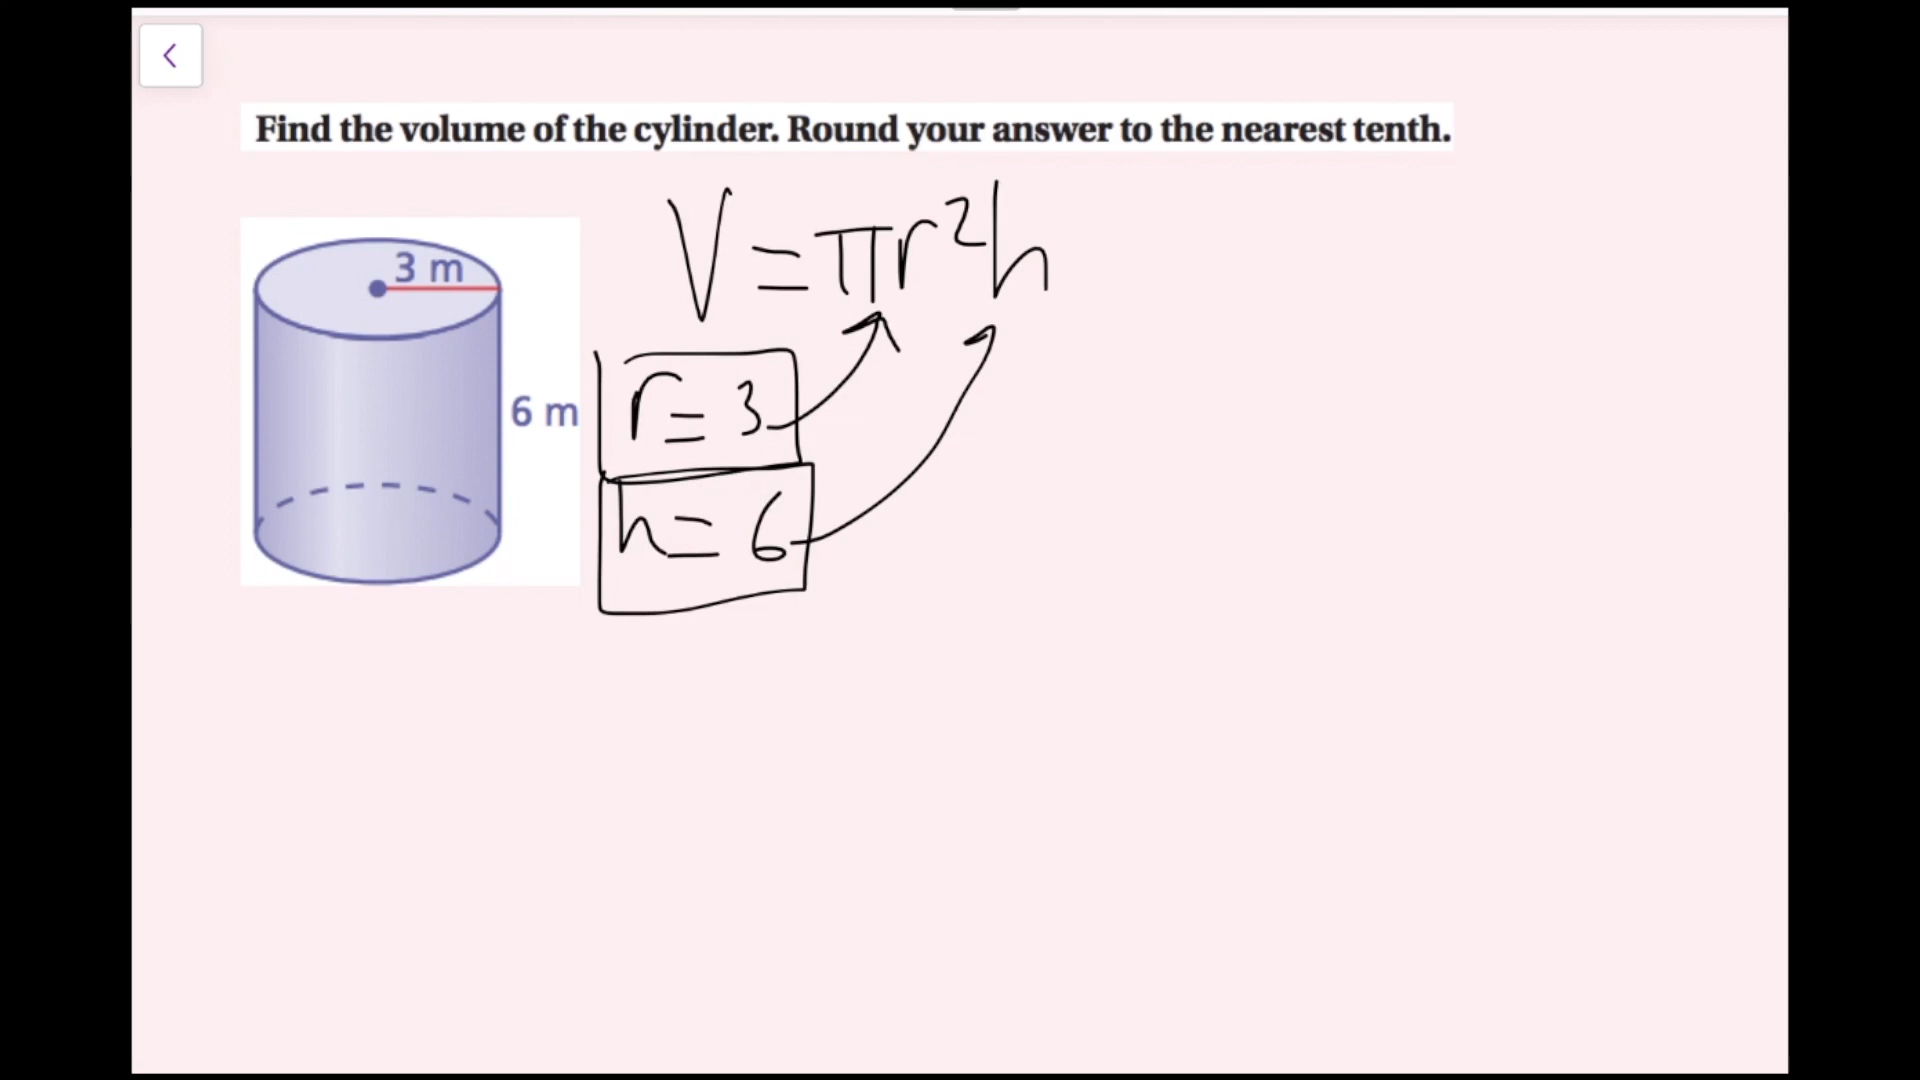 Find the volume of the cylinder. Round your answer to the nearest tenth.
V = πr²h
3 m
6 m
r = 3
h = 6